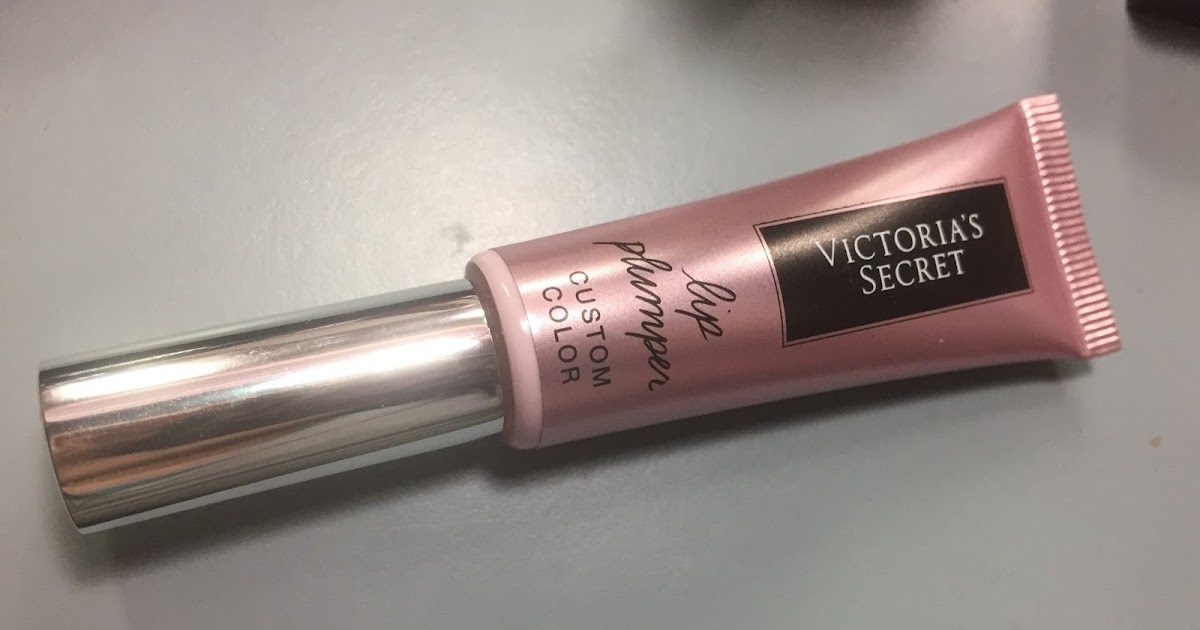 VICTORIA'S
SECRET
lip
plumper
CUSTOM
COLOR